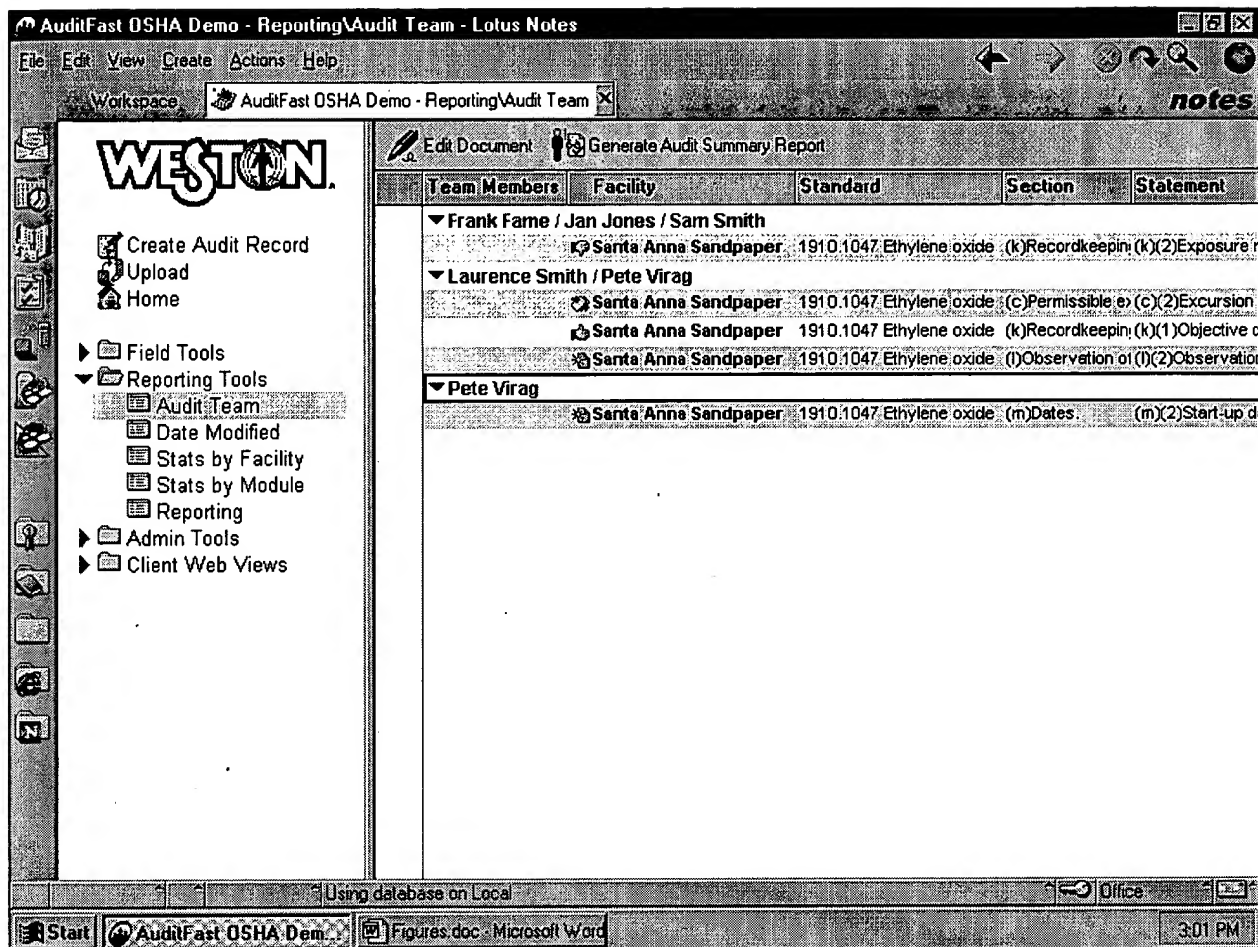 AuditFast OSHA Demo - Reporting\Audit Team - Lotus Notes
File Edit View Create Actions Help
Workspace AuditFast OSHA Demo - Reporting\Audit Team
notes
WESTON.
Create Audit Record
Upload
Home
Field Tools
Reporting Tools
Audit Team
Date Modified
Stats by Facility
Stats by Module
Reporting
Admin Tools
Client Web Views
Edit Document Generate Audit Summary Report
Team Members Facility Standard Section Statement
Frank Fame / Jan Jones / Sam Smith
Santa Anna Sandpaper 1910.1047 Ethylene oxide (k)Recordkeepin (k)(2)Exposure
Laurence Smith / Pete Virag
Santa Anna Sandpaper 1910.1047 Ethylene oxide (c)Permissible (c)(2)Excursion
Santa Anna Sandpaper 1910.1047 Ethylene oxide (k)Recordkeepin (k)(1)Objective
Santa Anna Sandpaper 1910.1047 Ethylene oxide (l)Observation (l)(2)Observation
Pete Virag
Santa Anna Sandpaper 1910.1047 Ethylene oxide (m)Dates (m)(2)Start-up
Using database on Local
Office
Start AuditFast OSHA Dem... Figures.doc - Microsoft Word
3:01 PM